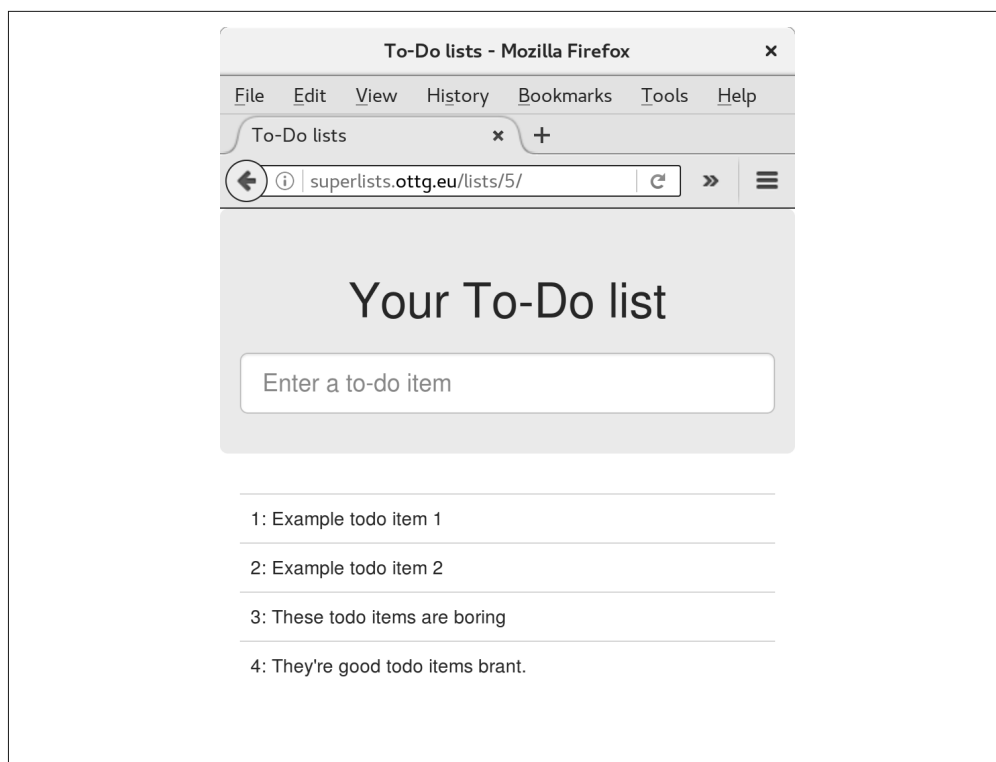 To-Do lists - Mozilla Firefox
File Edit View History Bookmarks Tools Help
To-Do lists
superlists.ottg.eu/lists/5/
Your To-Do list
Enter a to-do item
1: Example todo item 1
2: Example todo item 2
3: These todo items are boring
4: They're good todo items brant.